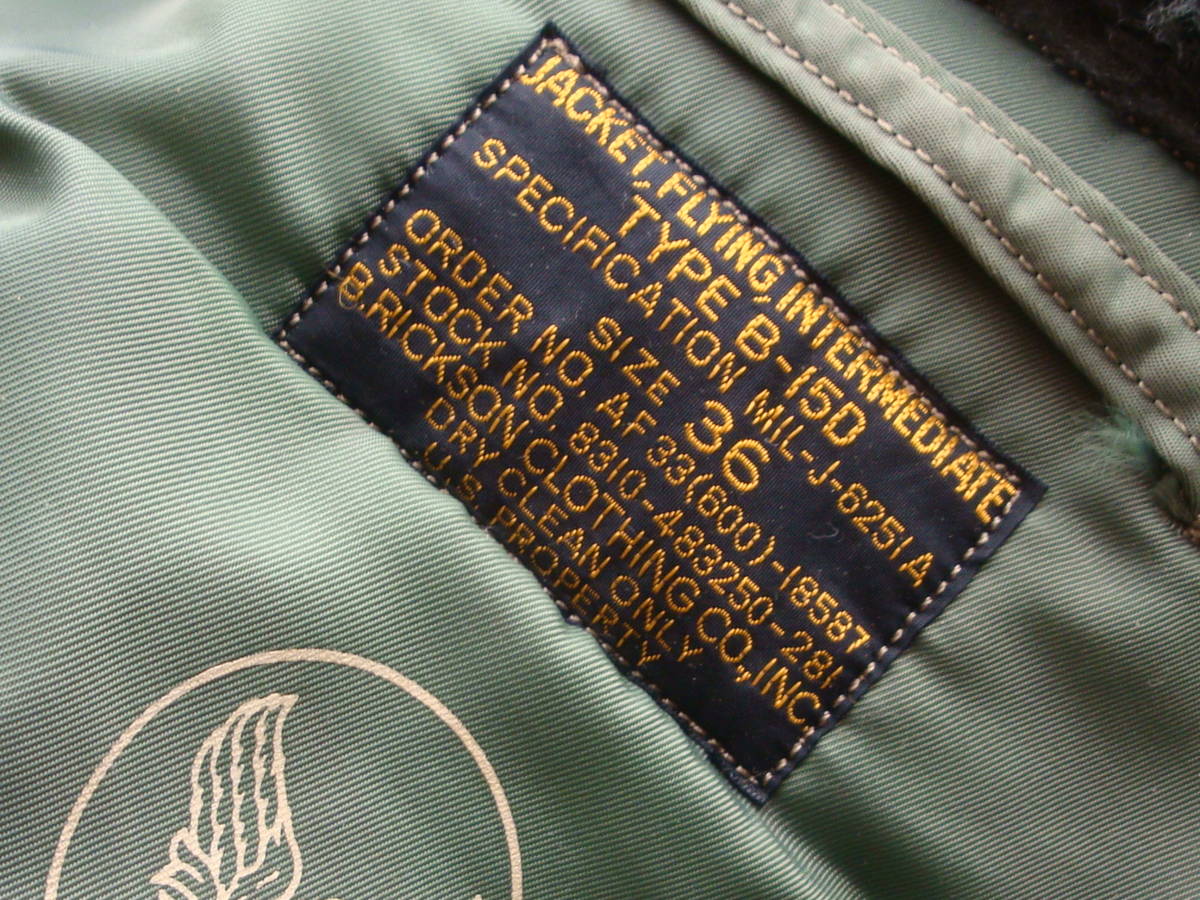 JACKET, FLYING, INTERMEDIATE
TYPE B-15D
SPECIFICATION MIL-J-6251A
SIZE 36
ORDER NO. AF 33(600)-18587
STOCK NO. 8310-483250-281
B.RICKSON CLOTHING CO., INC.
DRY CLEAN ONLY
U.S. PROPERTY